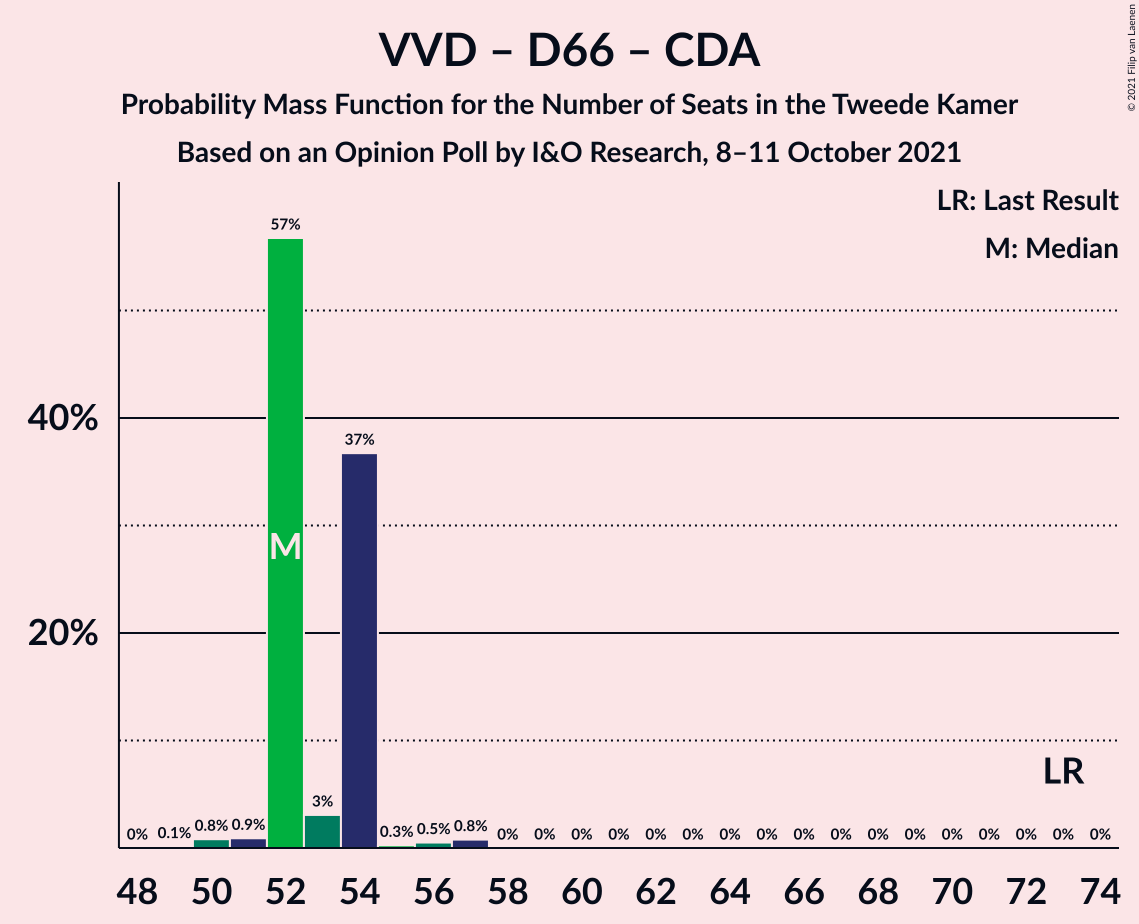 VVD – D66 – CDA
Probability Mass Function for the Number of Seats in the Tweede Kamer
Based on an Opinion Poll by I&O Research, 8–11 October 2021
© 2021 Filip van Laenen
LR: Last Result
M: Median
57%
40%
37%
M
20%
LR
0% 0.1% 0.8% 0.9% 3% 0.3% 0.5% 0.8% 0% 0% 0% 0% 0% 0% 0% 0% 0% 0% 0% 0% 0% 0% 0% 0% 0%
48 50 52 54 56 58 60 62 64 66 68 70 72 74